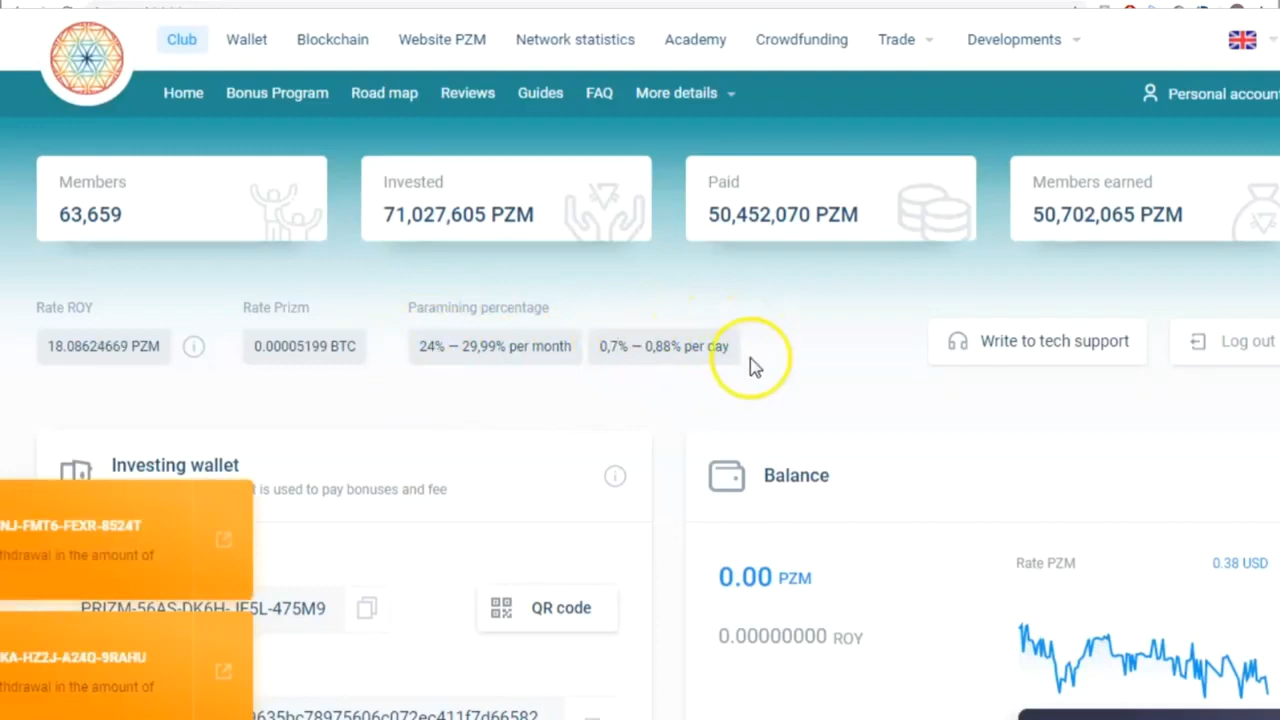 Club Wallet Blockchain Website PZM Network statistics Academy Crowdfunding Trade Developments
Home Bonus Program Road map Reviews Guides FAQ More details Personal account
Members Invested Paid Members earned
63,659 71,027,605 PZM 50,452,070 PZM 50,702,065 PZM
Rate ROY Rate Prizm Paramining percentage
18.08624669 PZM 0.00005199 BTC 24% — 29,99% per month 0,7% — 0,88% per day Write to tech support Log out
Investing wallet
t is used to pay bonuses and fee
Balance
NJ-FMT6-FEXR-8524T
thdrawal in the amount of
Rate PZM 0.38 USD
0.00 PZM
PRIZM-56AS-DK6H-JE5L-475M9 QR code
0.00000000 ROY
KA-HZ2J-A24Q-9RAHU
thdrawal in the amount of
9635bc78975606c072ec411f7d66582